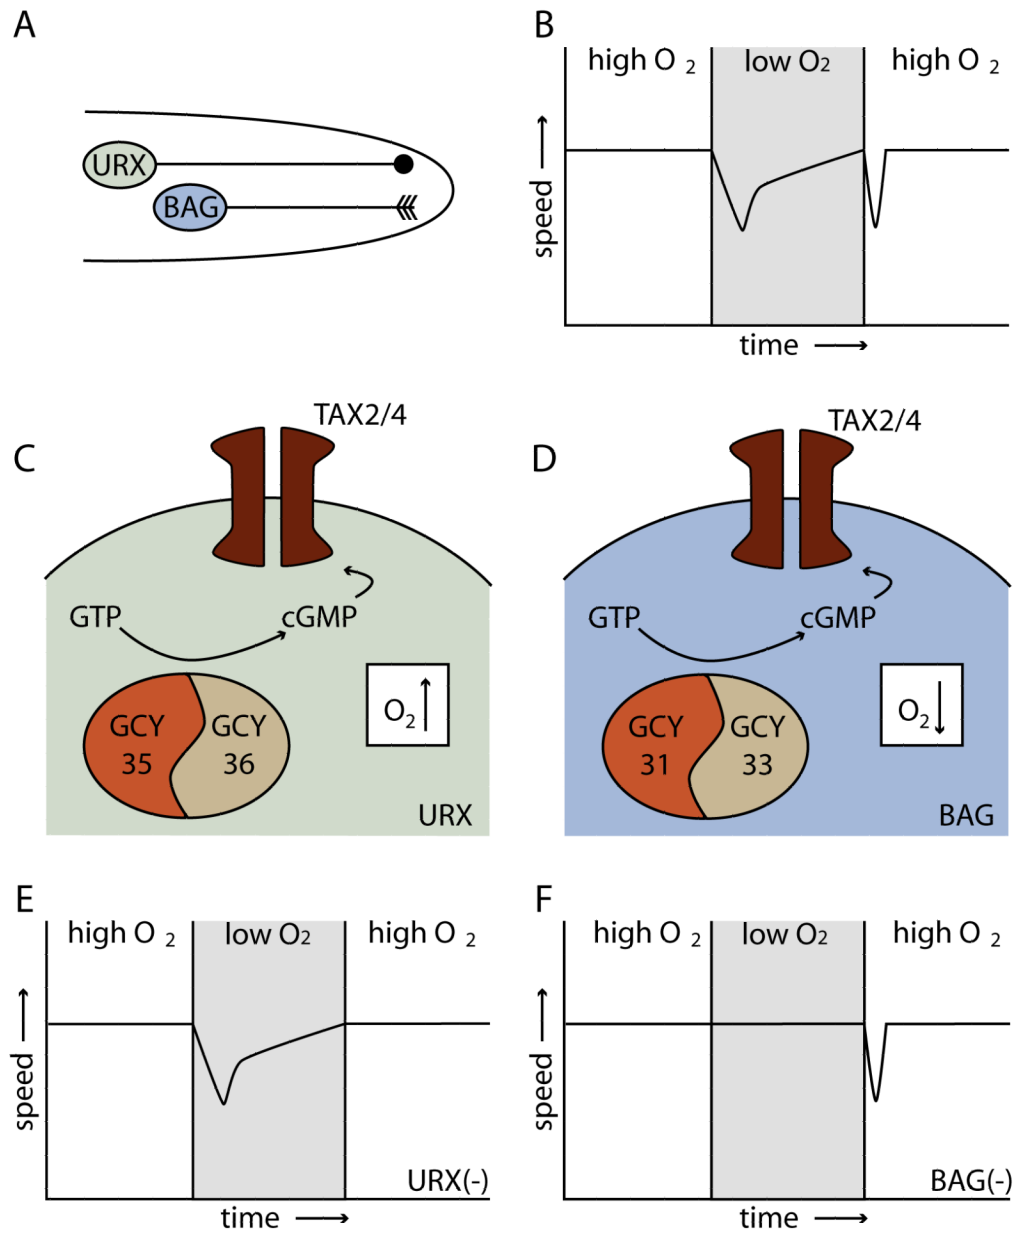 A
URX
BAG
B
high O 2
low O2
high O 2
speed
time
C
TAX2/4
GTP
cGMP
GCY
35
GCY
36
O2
URX
D
TAX2/4
GTP
cGMP
GCY
31
GCY
33
O2
BAG
E
high O 2
low O2
high O 2
speed
URX(-)
time
F
high O 2
low O2
high O 2
speed
BAG(-)
time